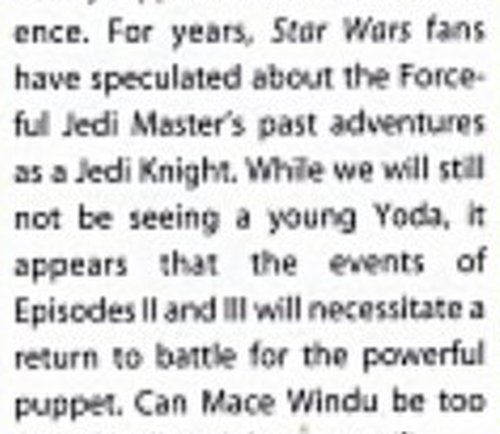 ence. For years, Star Wars fans
have speculated about the Force-
ful Jedi Master's past adventures
as a Jedi Knight. While we will still
not be seeing a young Yoda, it
appears that the events of
Episodes II and III will necessitate a
return to battle for the powerful
puppet. Can Mace Windu be too